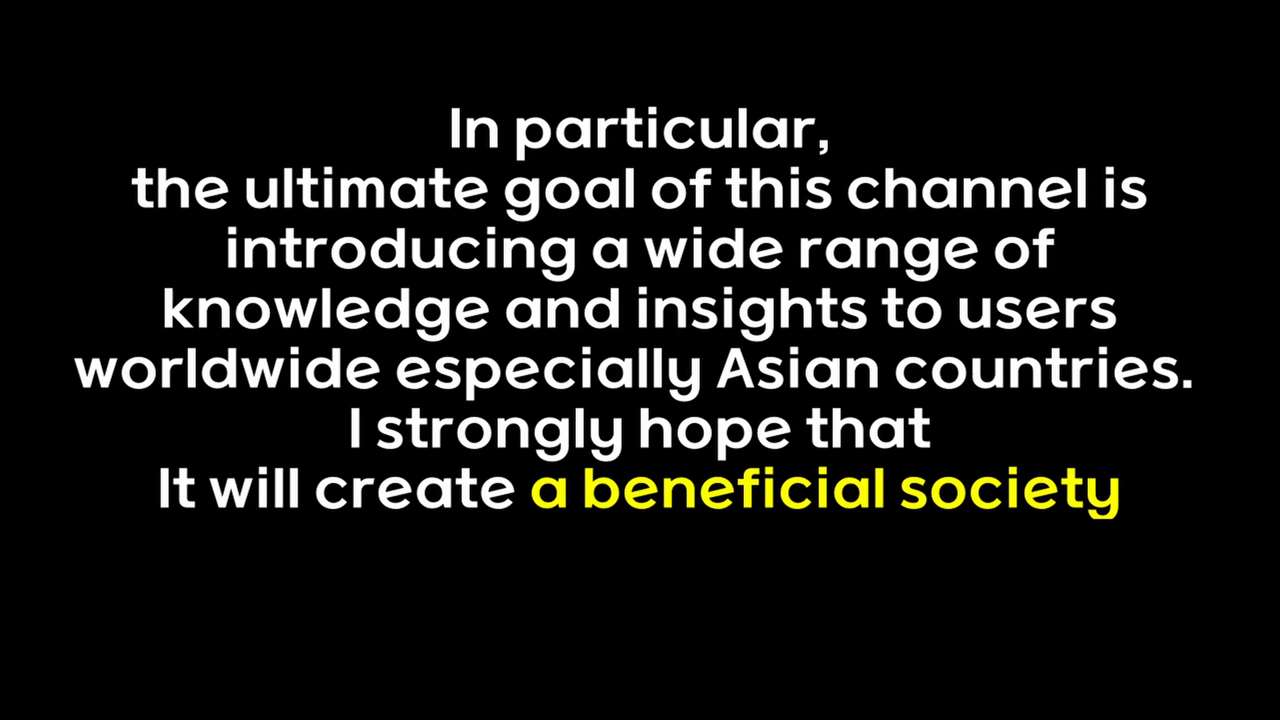 In particular,
the ultimate goal of this channel is
introducing a wide range of
knowledge and insights to users
worldwide especially Asian countries.
I strongly hope that
It will create a beneficial society